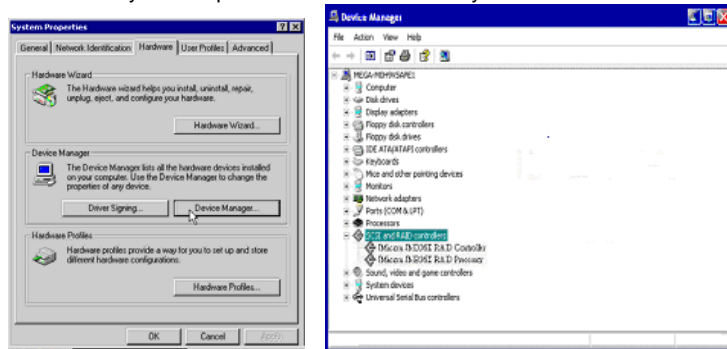 System Properties
General Network Identification Hardware User Profiles Advanced
Hardware Wizard
The Hardware wizard helps you install, uninstall, repair,
unplug, eject, and configure your hardware.
Hardware Wizard...
Device Manager
The Device Manager lists all the hardware devices installed
on your computer. Use the Device Manager to change the
properties of any device.
Driver Signing...
Device Manager...
Hardware Profiles
Hardware profiles provide a way for you to set up and store
different hardware configurations.
Hardware Profiles...
OK Cancel Apply
Device Manager
File Action View Help
Computer
Disk drives
Display adapters
Floppy disk controllers
Floppy disk drives
IDE ATA/ATAPI controllers
Keyboards
Mice and other pointing devices
Monitors
Network adapters
Ports (COM & LPT)
Processors
SCSI and RAID controllers
RAID Controller
RAID Processor
Sound, video and game controllers
System devices
Universal Serial Bus controllers